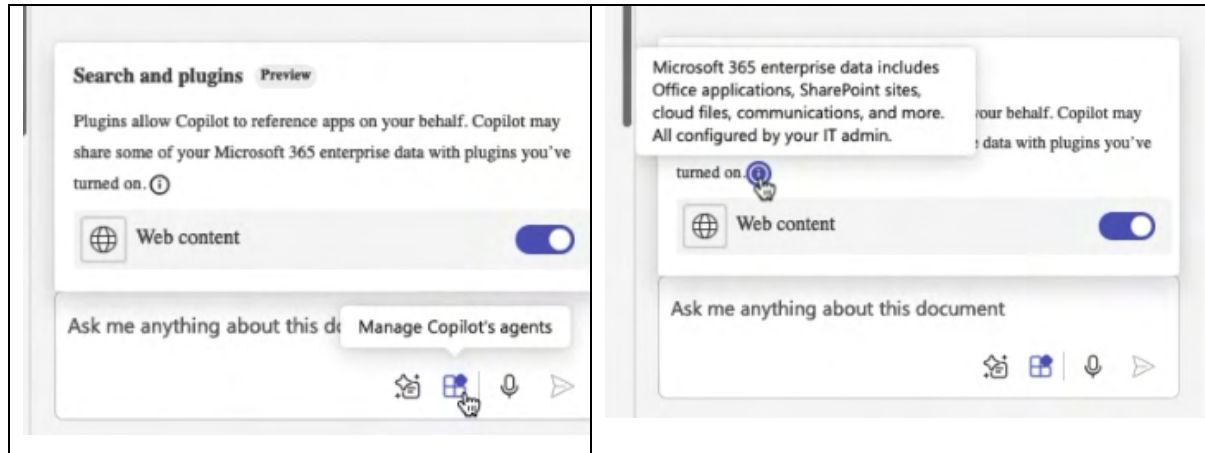 Search and plugins Preview
Plugins allow Copilot to reference apps on your behalf. Copilot may
share some of your Microsoft 365 enterprise data with plugins you've
turned on.
Web content
Ask me anything about this do
Manage Copilot's agents
Microsoft 365 enterprise data includes
Office applications, SharePoint sites,
cloud files, communications, and more.
All configured by your IT admin.
your behalf. Copilot may
data with plugins you've
turned on.
Web content
Ask me anything about this document